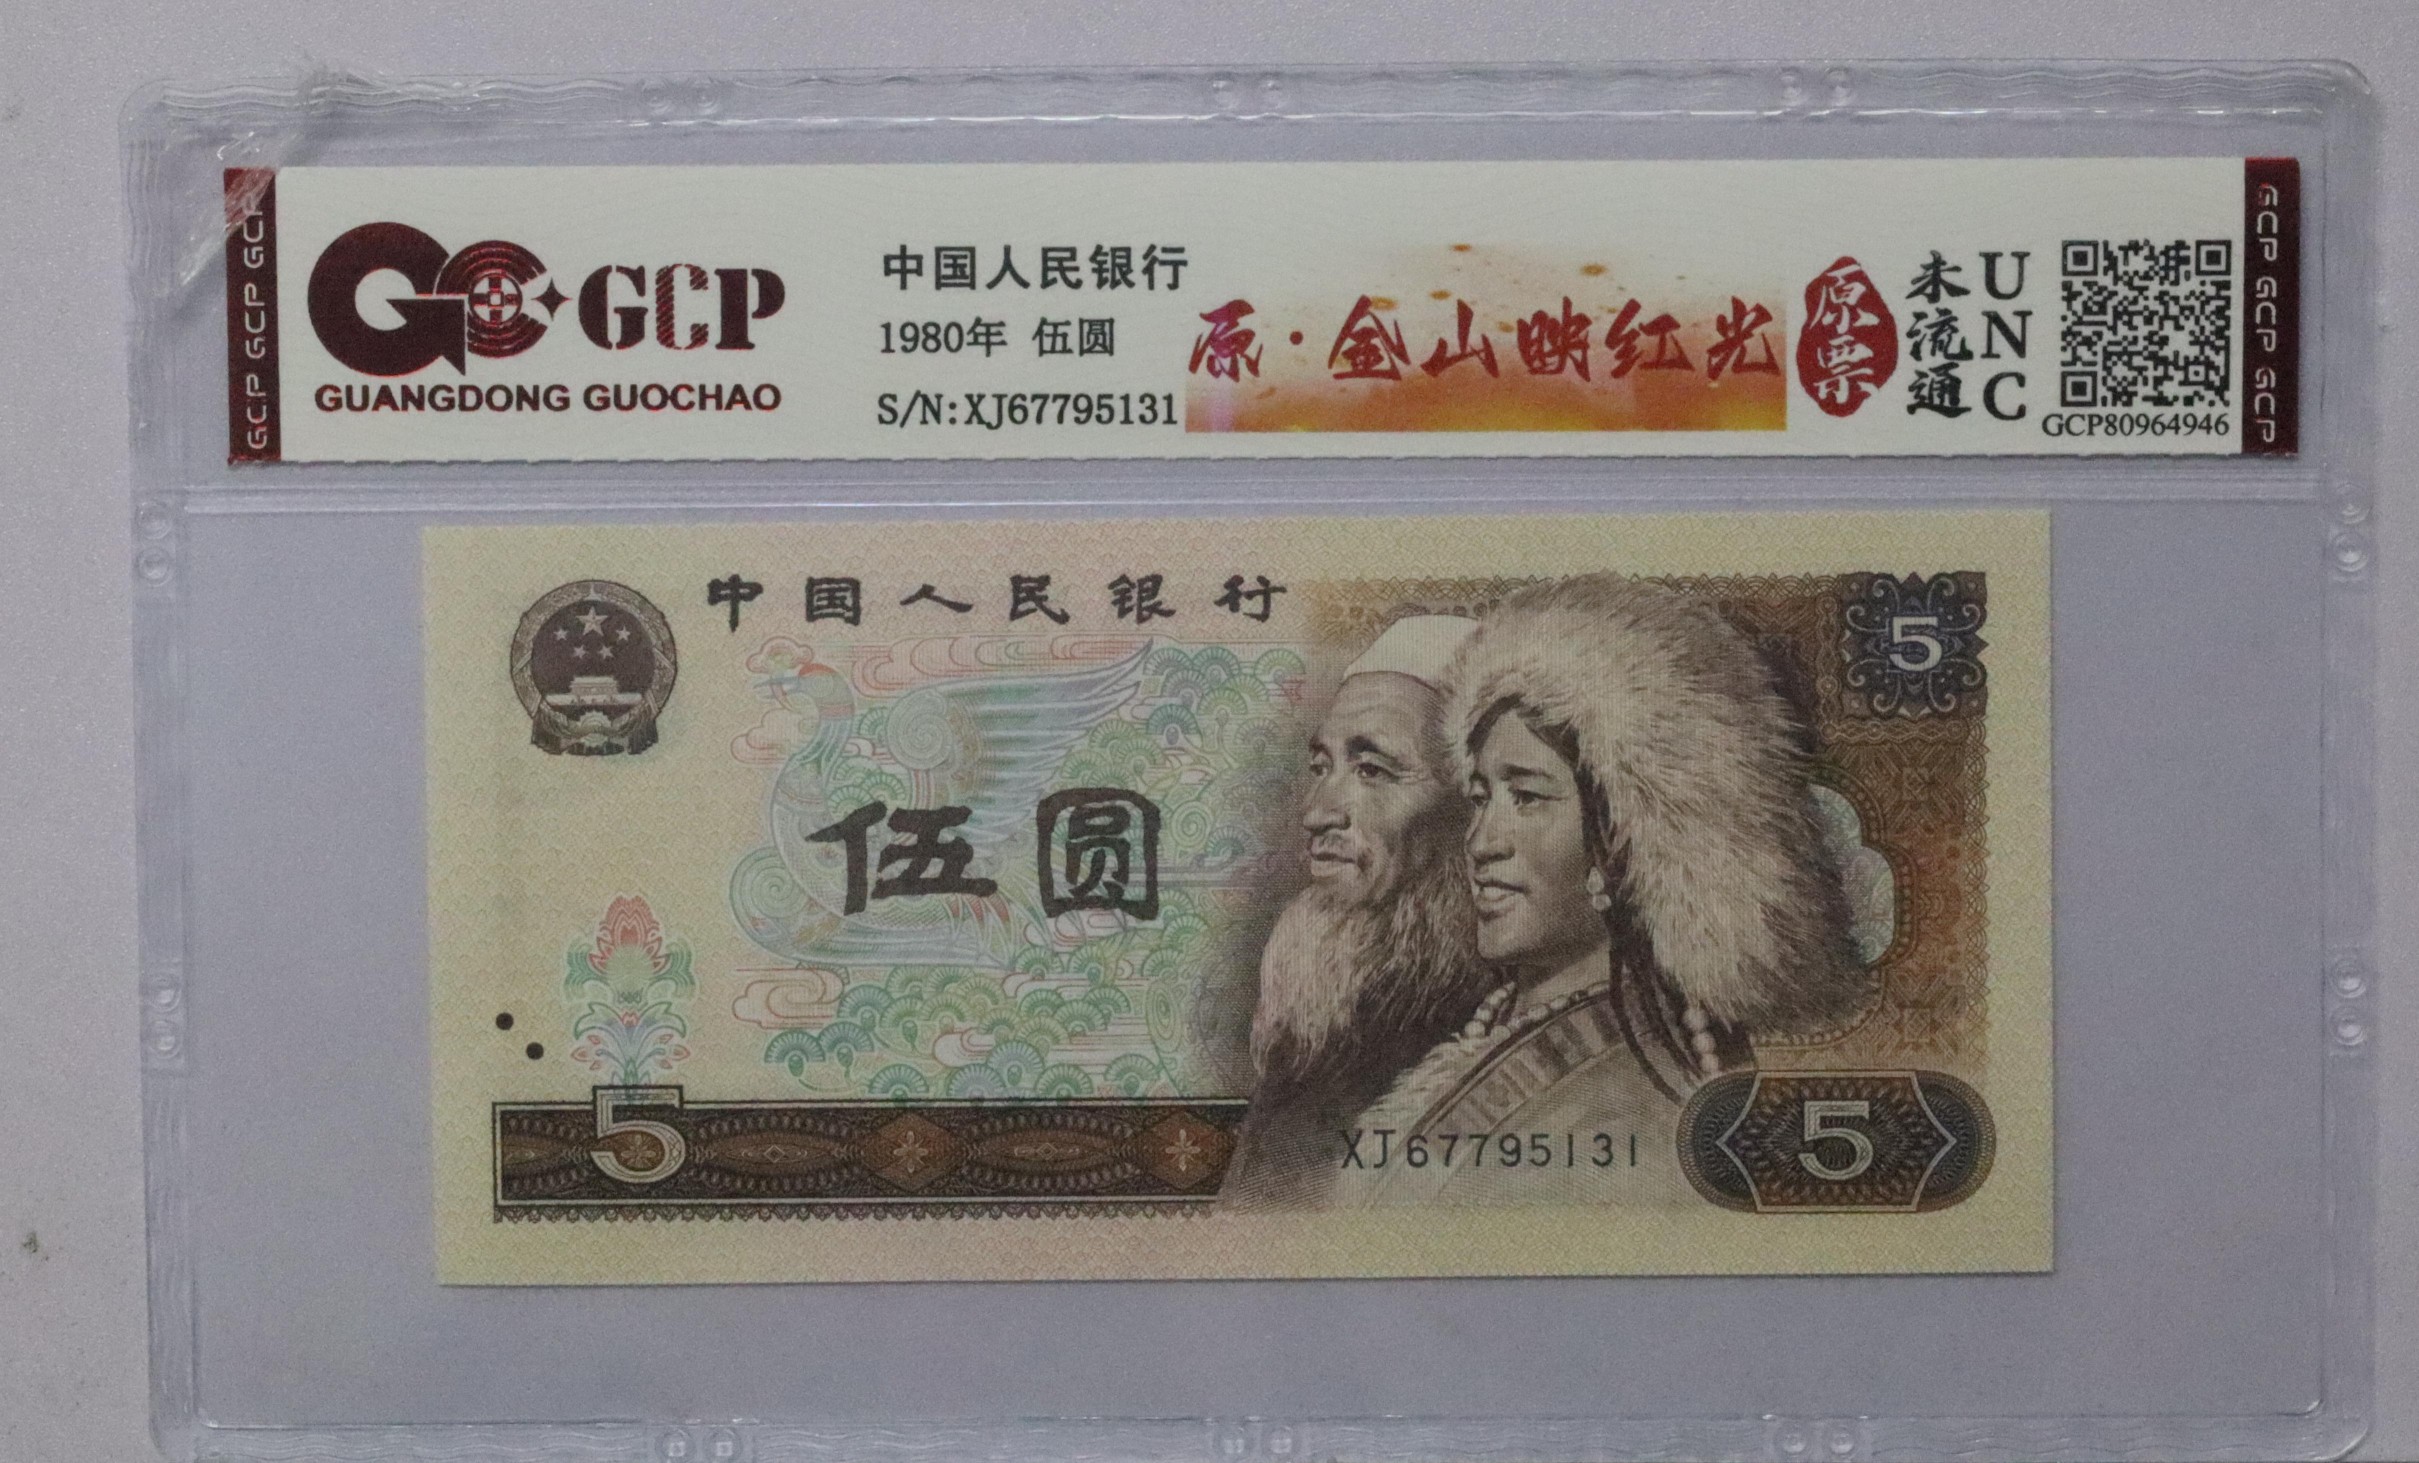 GCP GCP GCP
GC GCP
GUANGDONG GUOCHAO
中国人民银行
1980年 伍圆
S/N:XJ67795131
原·金山映红光
原票
未流通
UNC
GCP80964946
GCP GCP GCP
中国人民银行
5
伍圆
5
XJ67795131
5